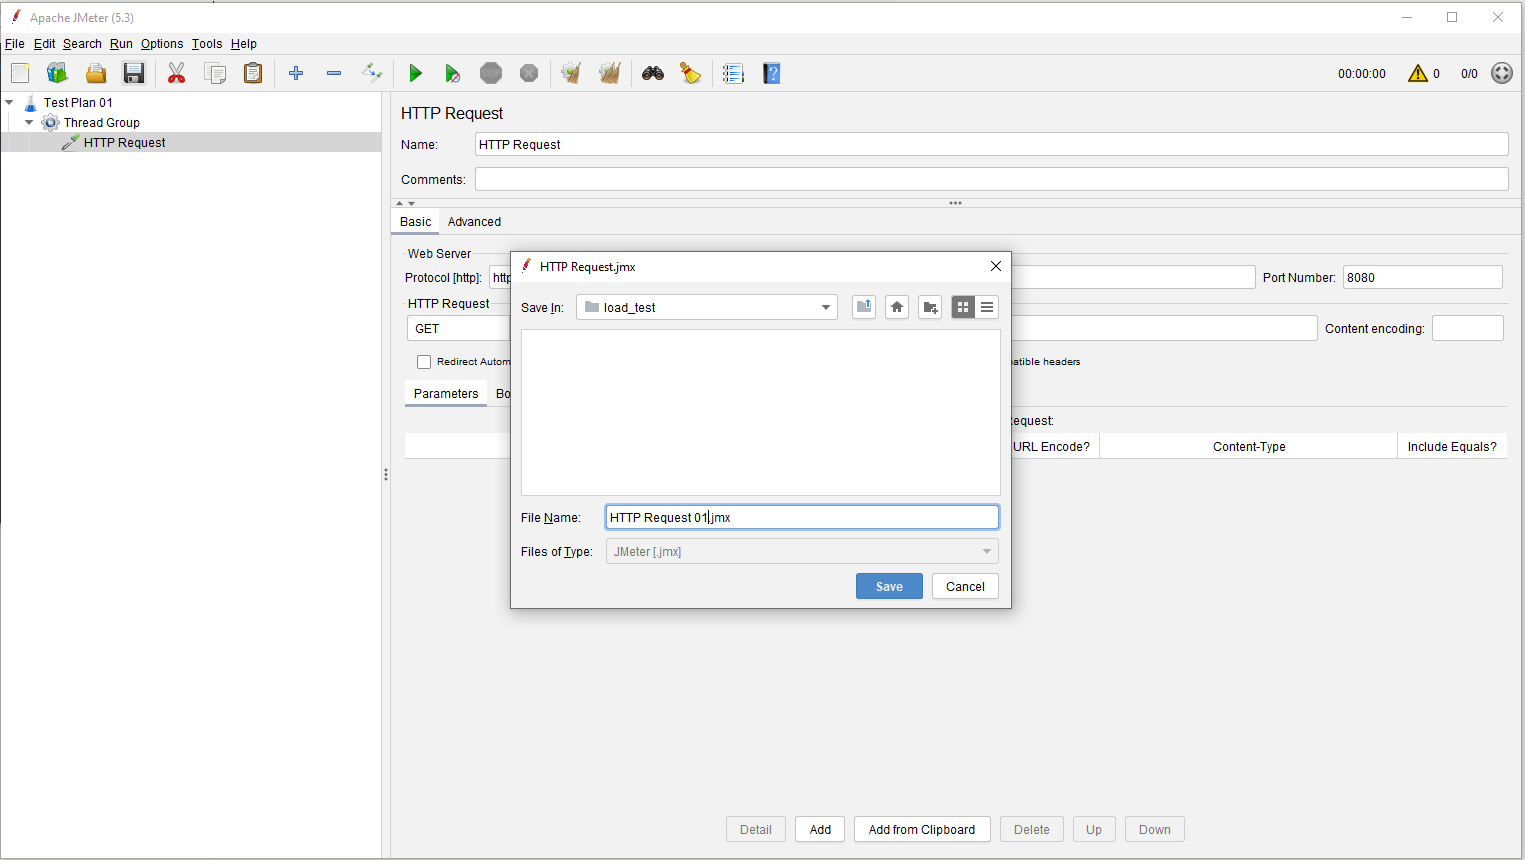 Apache JMeter (5.3)
File Edit Search Run Options Tools Help
STOP
00:00:00 0 0/0
Test Plan 01
Thread Group
HTTP Request
HTTP Request
Name: HTTP Request
Comments:
Basic Advanced
Web Server
Protocol [http]: http
Port Number: 8080
HTTP Request
GET
Content encoding:
Redirect Autom
atible headers
Parameters Bo
equest:
URL Encode? Content-Type Include Equals?
HTTP Request.jmx
Save In: load_test
File Name: HTTP Request 01.jmx
Files of Type: JMeter [.jmx]
Save Cancel
Detail Add Add from Clipboard Delete Up Down